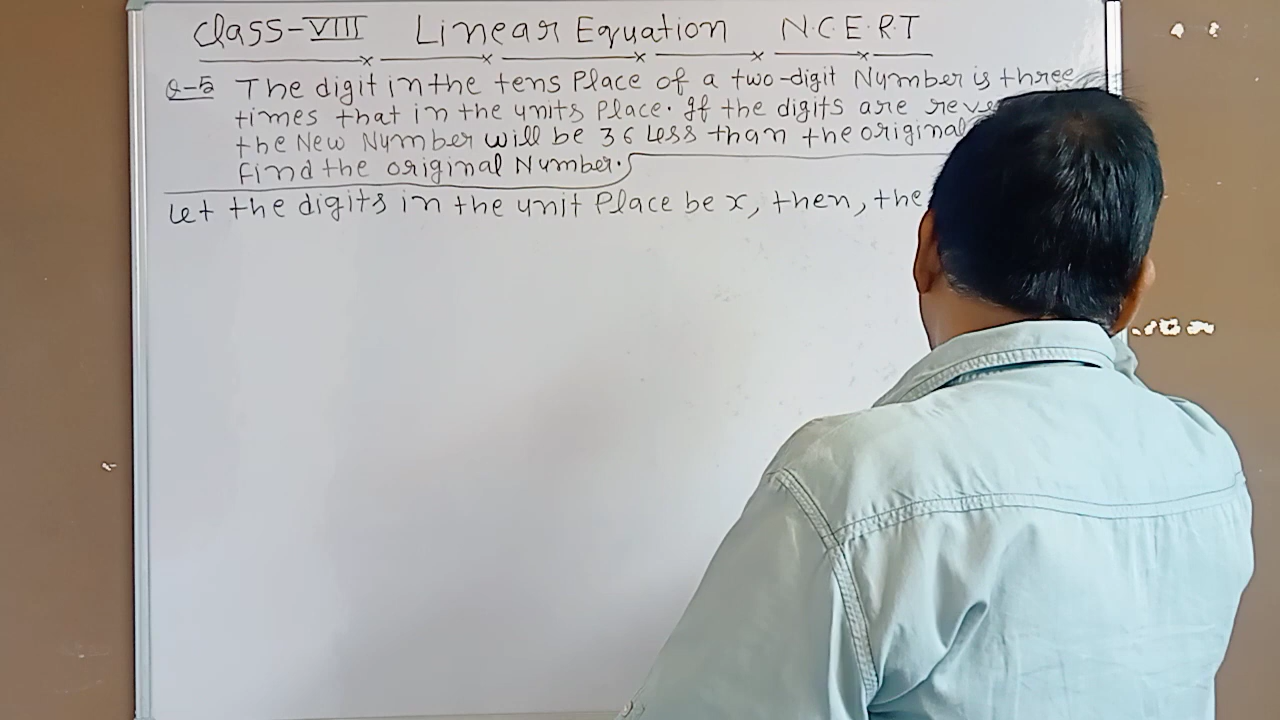 Class-VIII Linear Equation N.C.E.R.T
Q-5 The digit in the tens Place of a two-digit Number is three
times that in the units Place. If the digits are
the New Number will be 36 Less than the original
Find the original Number.
Let the digits in the unit Place be x, then, the